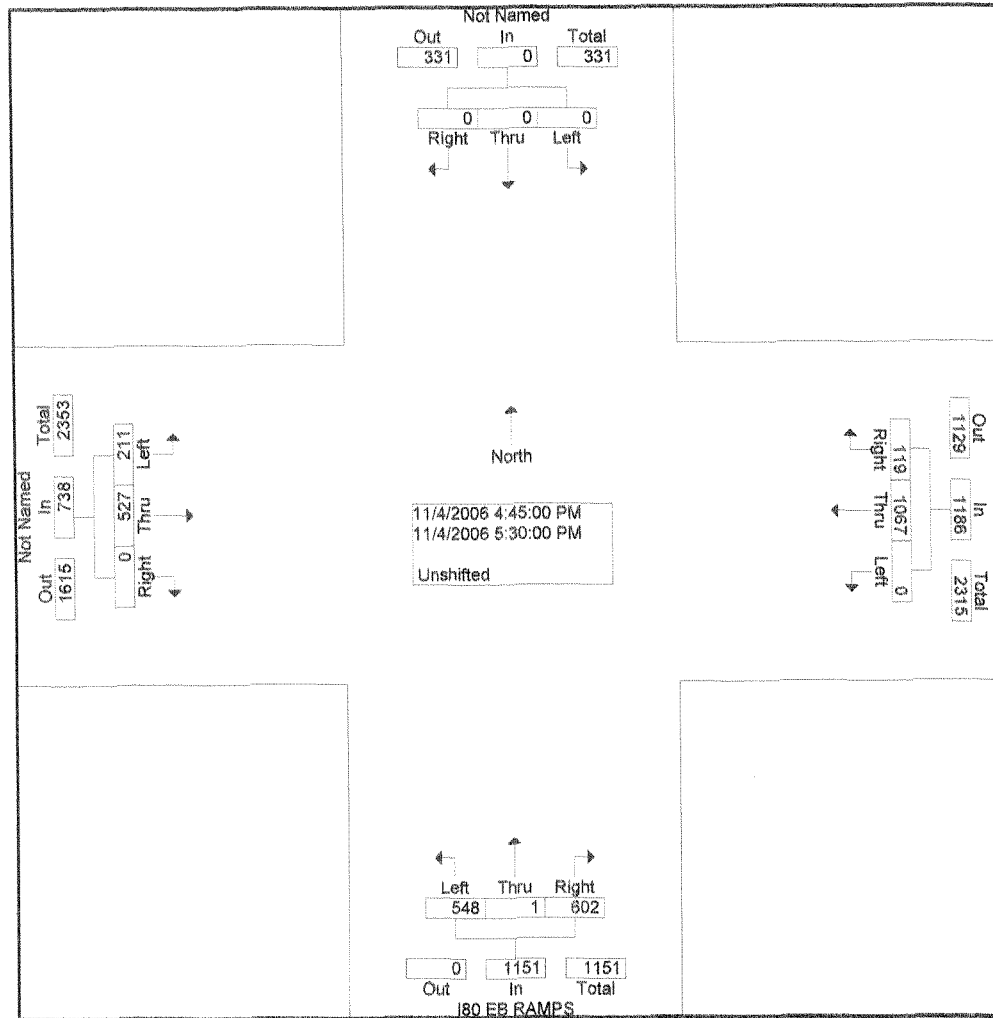 Not Named
Out In Total
331 0 331
0 0 0
Right Thru Left
North
11/4/2006 4:45:00 PM
11/4/2006 5:30:00 PM
Unshifted
Not Named
Out In Total
1615 738 2353
211 527 0
Left Thru Right
Out In Total
1129 1186 2315
119 1067 0
Right Thru Left
Left Thru Right
548 1 602
0 1151 1151
Out In Total
I80 EB RAMPS